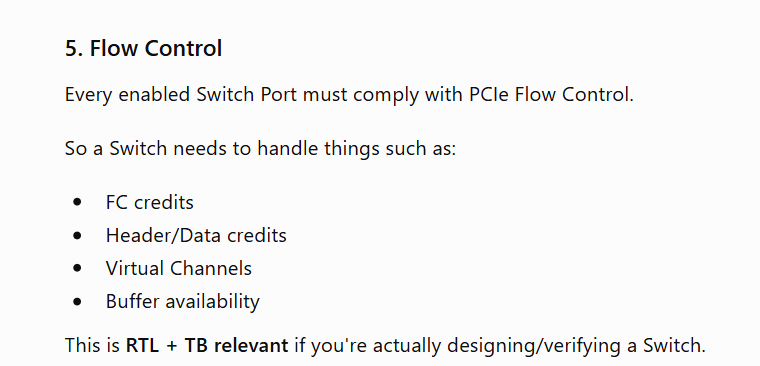 5. Flow Control
Every enabled Switch Port must comply with PCIe Flow Control.
So a Switch needs to handle things such as:
• FC credits
• Header/Data credits
• Virtual Channels
• Buffer availability
This is RTL + TB relevant if you're actually designing/verifying a Switch.